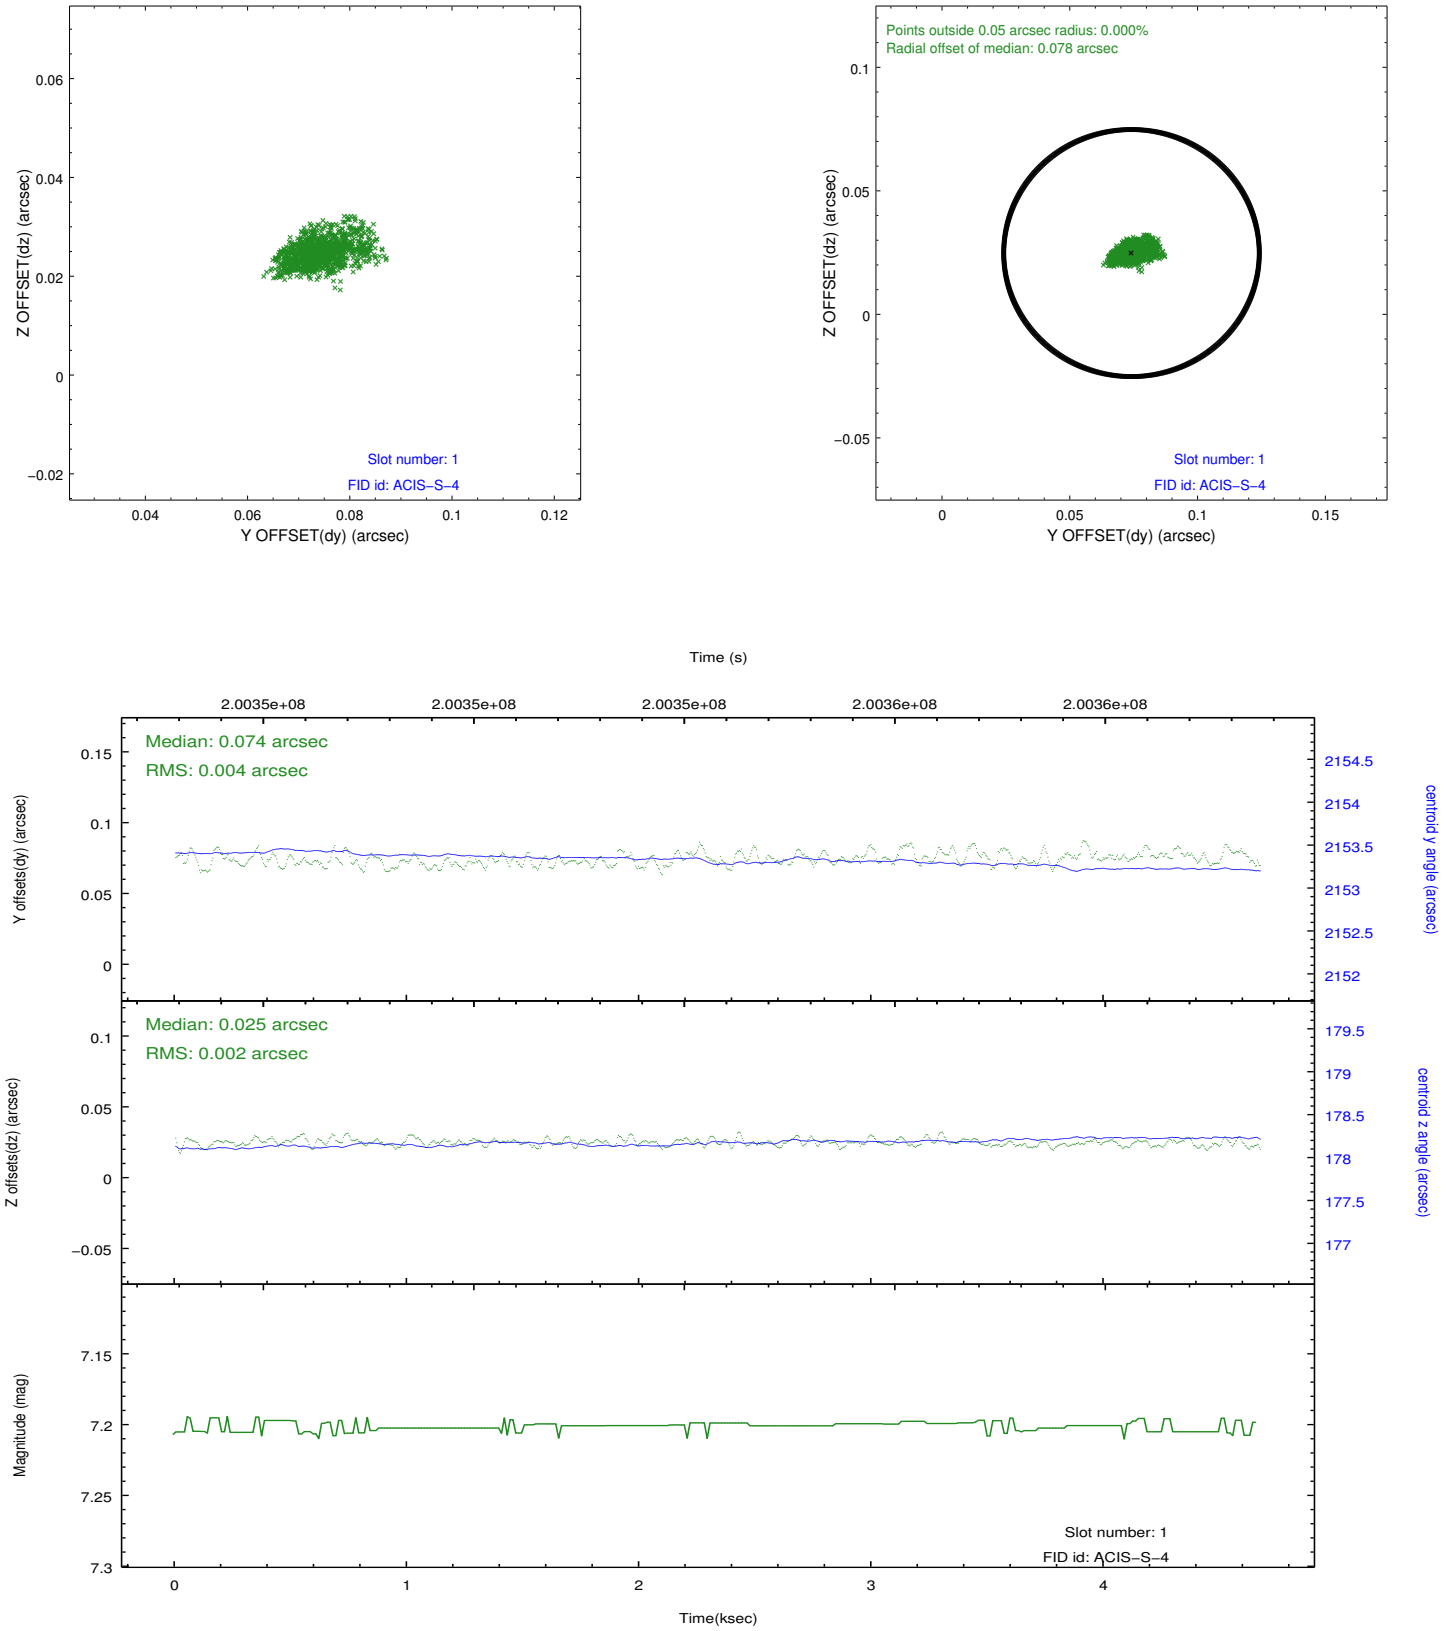 0.06
0.04
0.02
0
−0.02
Z OFFSET(dz) (arcsec)
Slot number: 1
FID id: ACIS−S−4
0.04
0.06
0.08
0.1
0.12
Y OFFSET(dy) (arcsec)
Points outside 0.05 arcsec radius: 0.000%
Radial offset of median: 0.078 arcsec
0.1
0.05
0
−0.05
Z OFFSET(dz) (arcsec)
Slot number: 1
FID id: ACIS−S−4
0
0.05
0.1
0.15
Y OFFSET(dy) (arcsec)
Time (s)
2.0035e+08
2.0035e+08
2.0035e+08
2.0036e+08
2.0036e+08
Median: 0.074 arcsec
RMS: 0.004 arcsec
0.15
0.1
0.05
0
Y offsets(dy) (arcsec)
2154.5
2154
2153.5
2153
2152.5
2152
centroid y angle (arcsec)
Median: 0.025 arcsec
RMS: 0.002 arcsec
0.1
0.05
0
−0.05
Z offsets(dz) (arcsec)
179.5
179
178.5
178
177.5
177
centroid z angle (arcsec)
7.15
7.2
7.25
7.3
Magnitude (mag)
Slot number: 1
FID id: ACIS−S−4
0
1
2
3
4
Time(ksec)